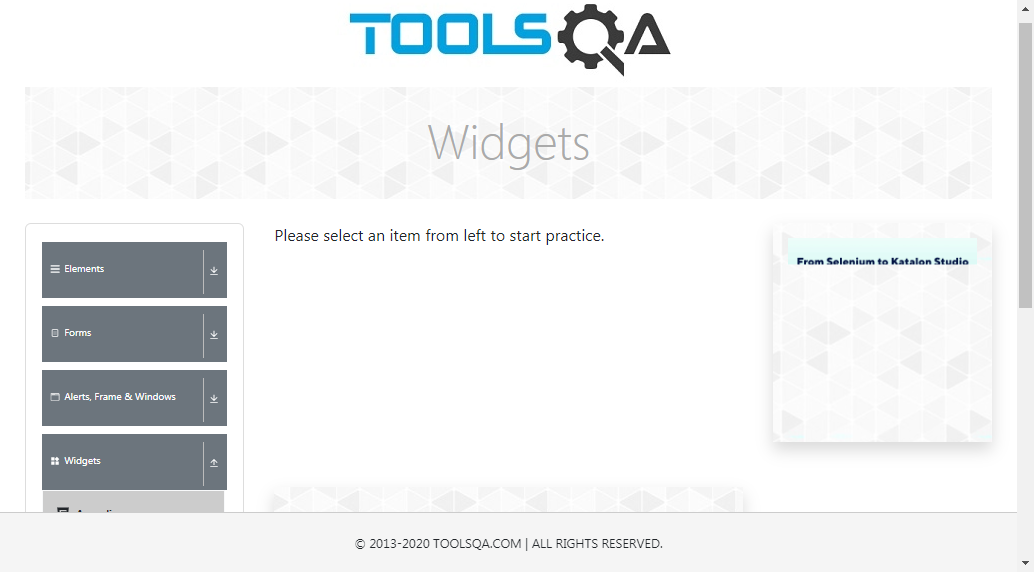 TOOLSQA
Widgets
Please select an item from left to start practice.
From Selenium to Katalon Studio
Elements
Forms
Alerts, Frame & Windows
Widgets
© 2013-2020 TOOLSQA.COM | ALL RIGHTS RESERVED.